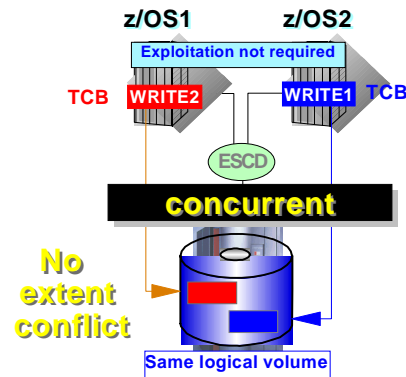 z/OS1 z/OS2
Exploitation not required
TCB WRITE2 WRITE1 TCB
ESCD
concurrent
No
extent
conflict
Same logical volume